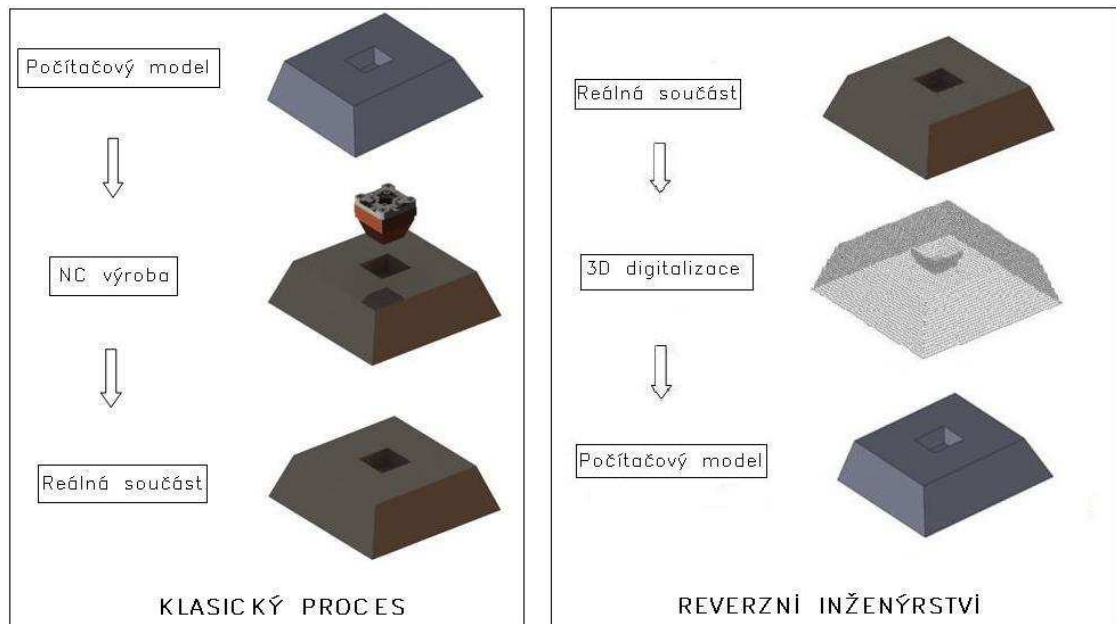 Počítačový model
NC výroba
Reálná součást
KLASICKÝ PROCES
Reálná součást
3D digitalizace
Počítačový model
REVERZNÍ INŽENÝRSTVÍ